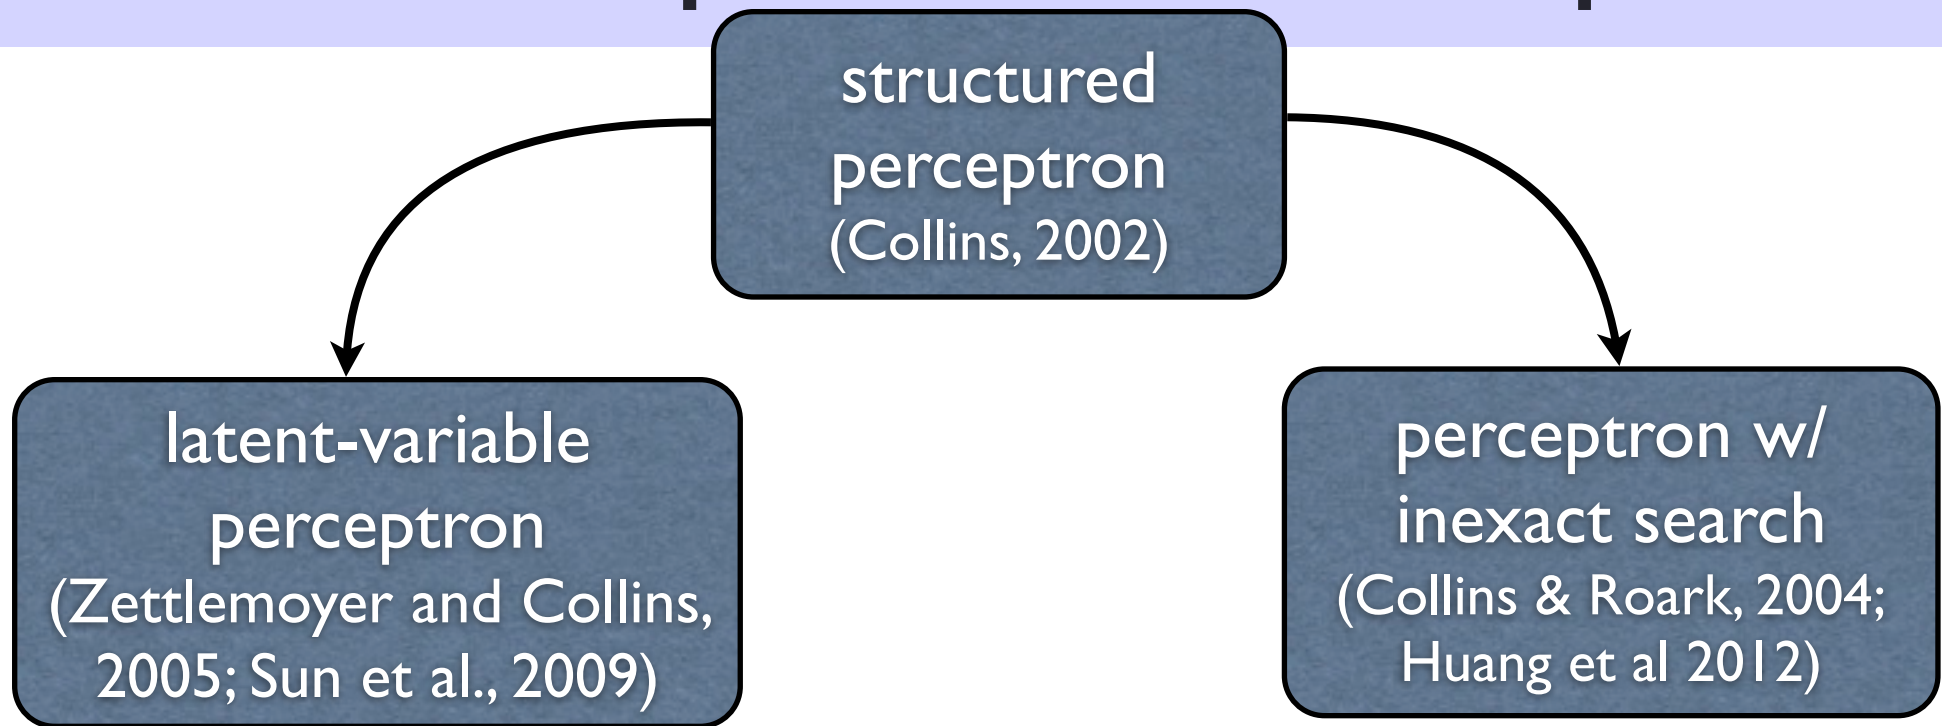 structured
perceptron
(Collins, 2002)
latent-variable
perceptron
(Zettlemoyer and Collins,
2005; Sun et al., 2009)
perceptron w/
inexact search
(Collins & Roark, 2004;
Huang et al 2012)